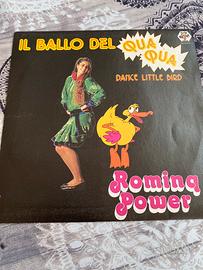 IL BALLO DEL QUA
QUA
DANCE LITTLE BIRD
Romina
Power